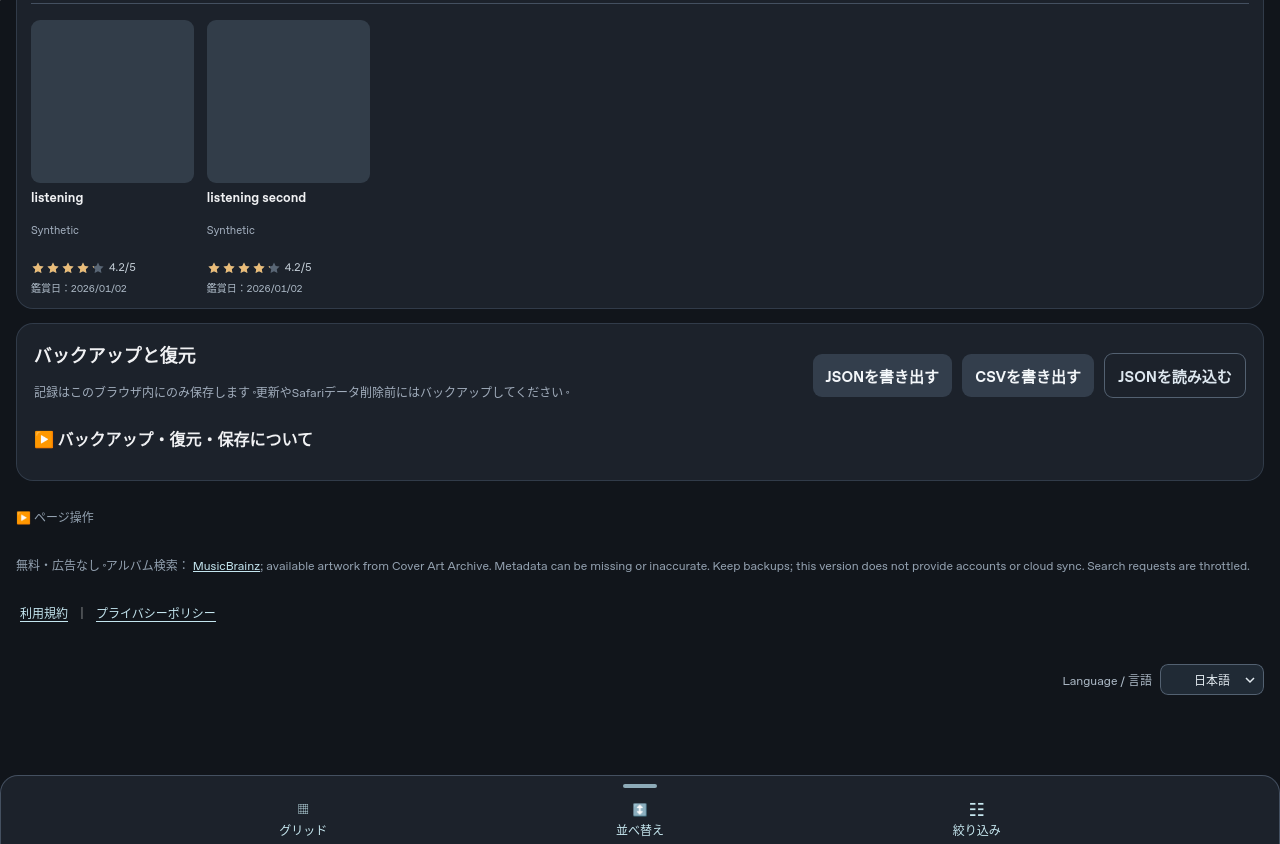 listening
listening second
Synthetic
Synthetic
4.2/5
4.2/5
鑑賞日：2026/01/02
鑑賞日：2026/01/02
バックアップと復元
記録はこのブラウザ内にのみ保存します。更新やSafariデータ削除前にはバックアップしてください。
JSONを書き出す
CSVを書き出す
JSONを読み込む
▶️ バックアップ・復元・保存について
▶️ ページ操作
無料・広告なし。アルバム検索： MusicBrainz; available artwork from Cover Art Archive. Metadata can be missing or inaccurate. Keep backups; this version does not provide accounts or cloud sync. Search requests are throttled.
利用規約 | プライバシーポリシー
Language / 言語 日本語
グリッド
並べ替え
絞り込み